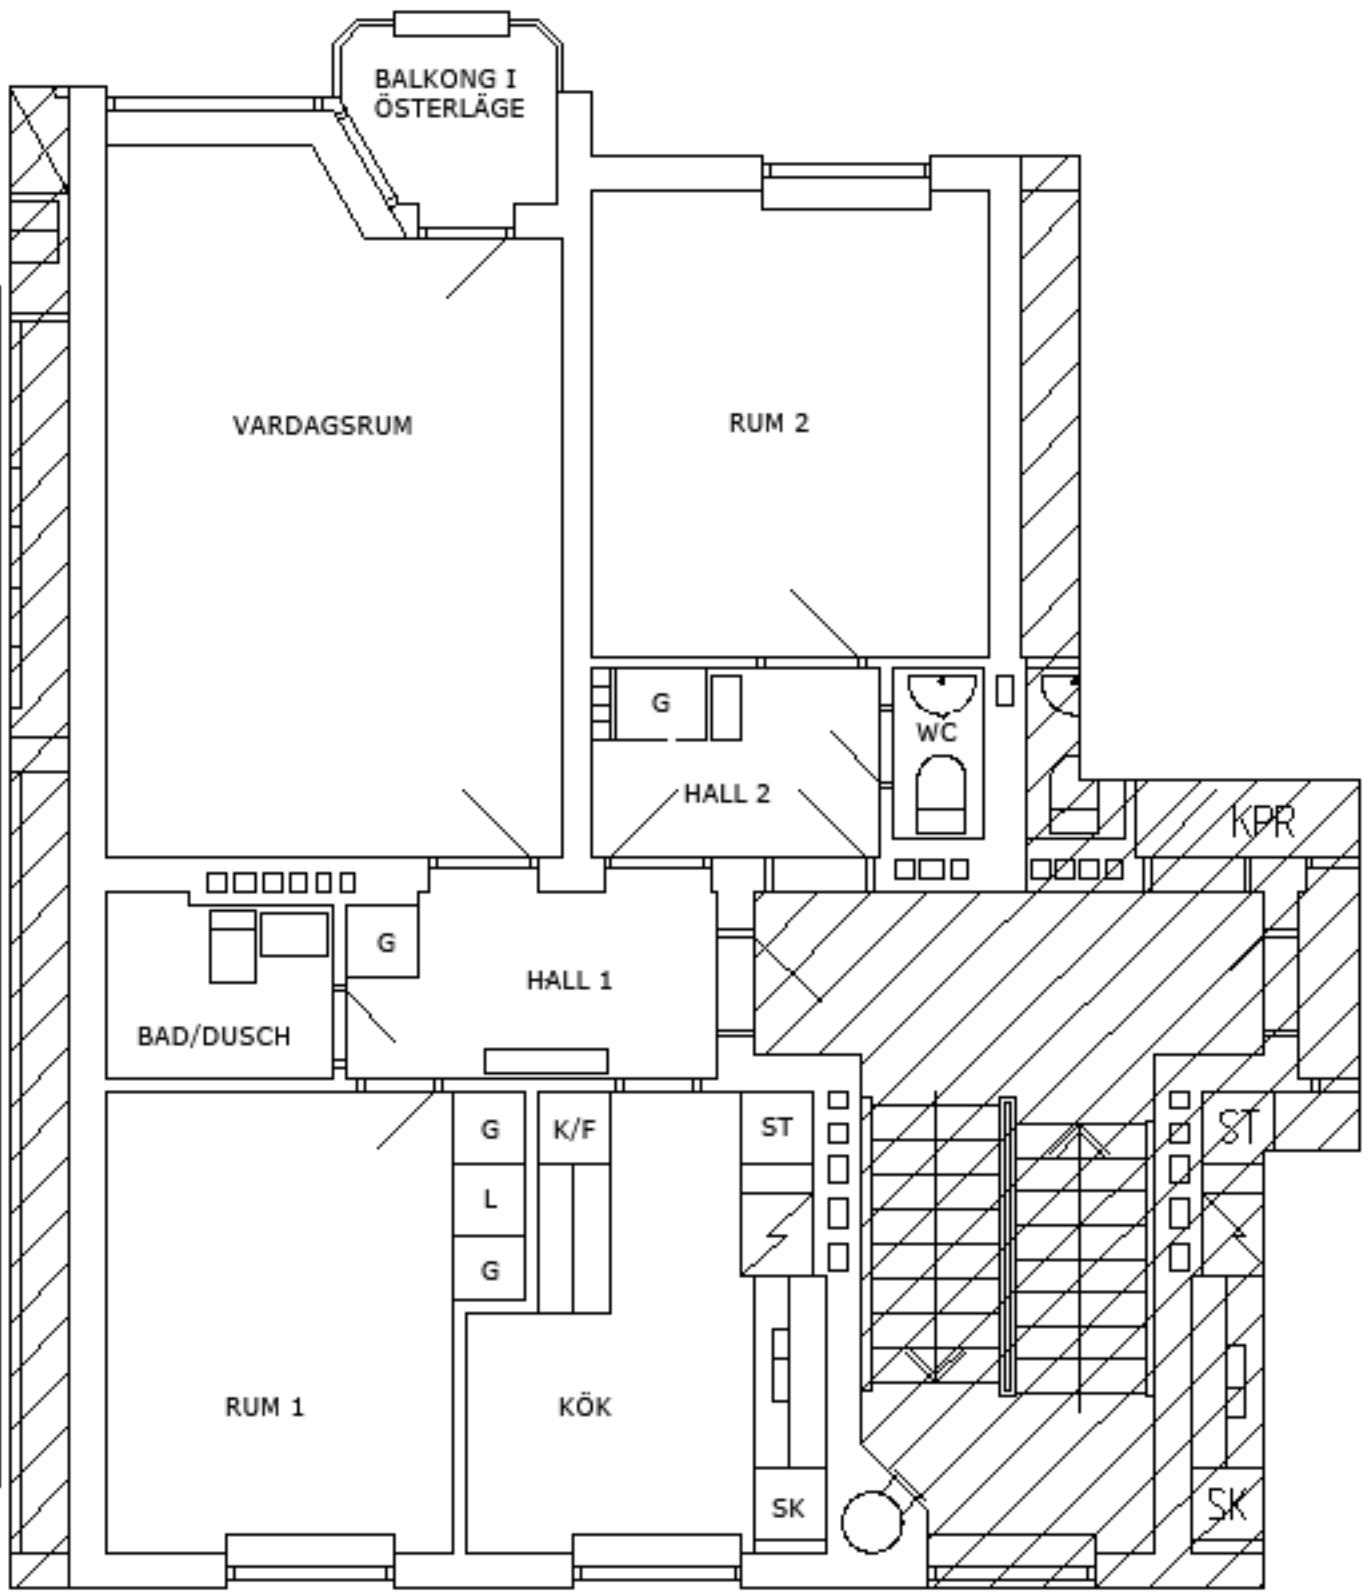 BALKONG I
ÖSTERLÄGE
VARDAGSRUM
RUM 2
G
WC
HALL 2
KPR
G
HALL 1
BAD/DUSCH
G
K/F
ST
ST
L
G
RUM 1
KÖK
SK
SK